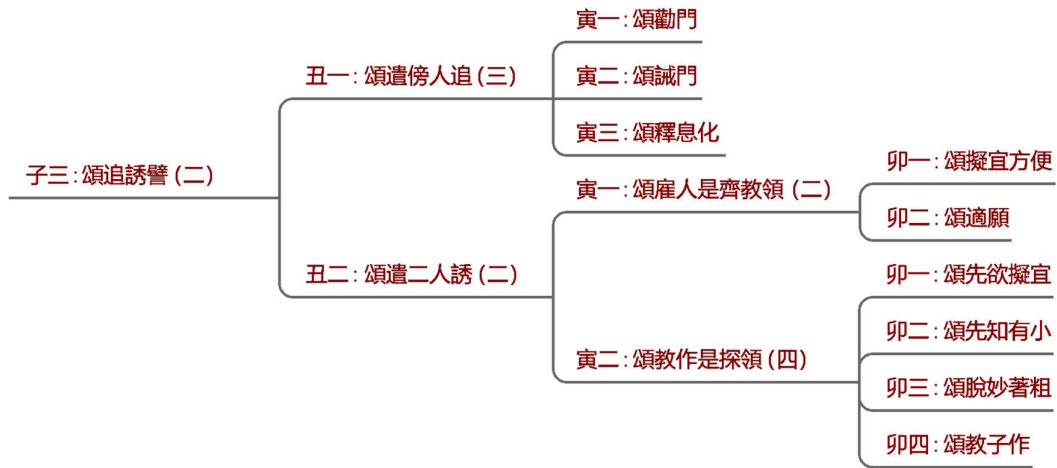 子三：頌追誘譬 (二)
丑一：頌遣傍人追 (三)
寅一：頌勸門
寅二：頌誡門
寅三：頌釋息化
丑二：頌遣二人誘 (二)
寅一：頌雇人是齊教領 (二)
卯一：頌擬宜方便
卯二：頌適願
寅二：頌教作是探領 (四)
卯一：頌先欲擬宜
卯二：頌先知有小
卯三：頌脫妙著粗
卯四：頌教子作